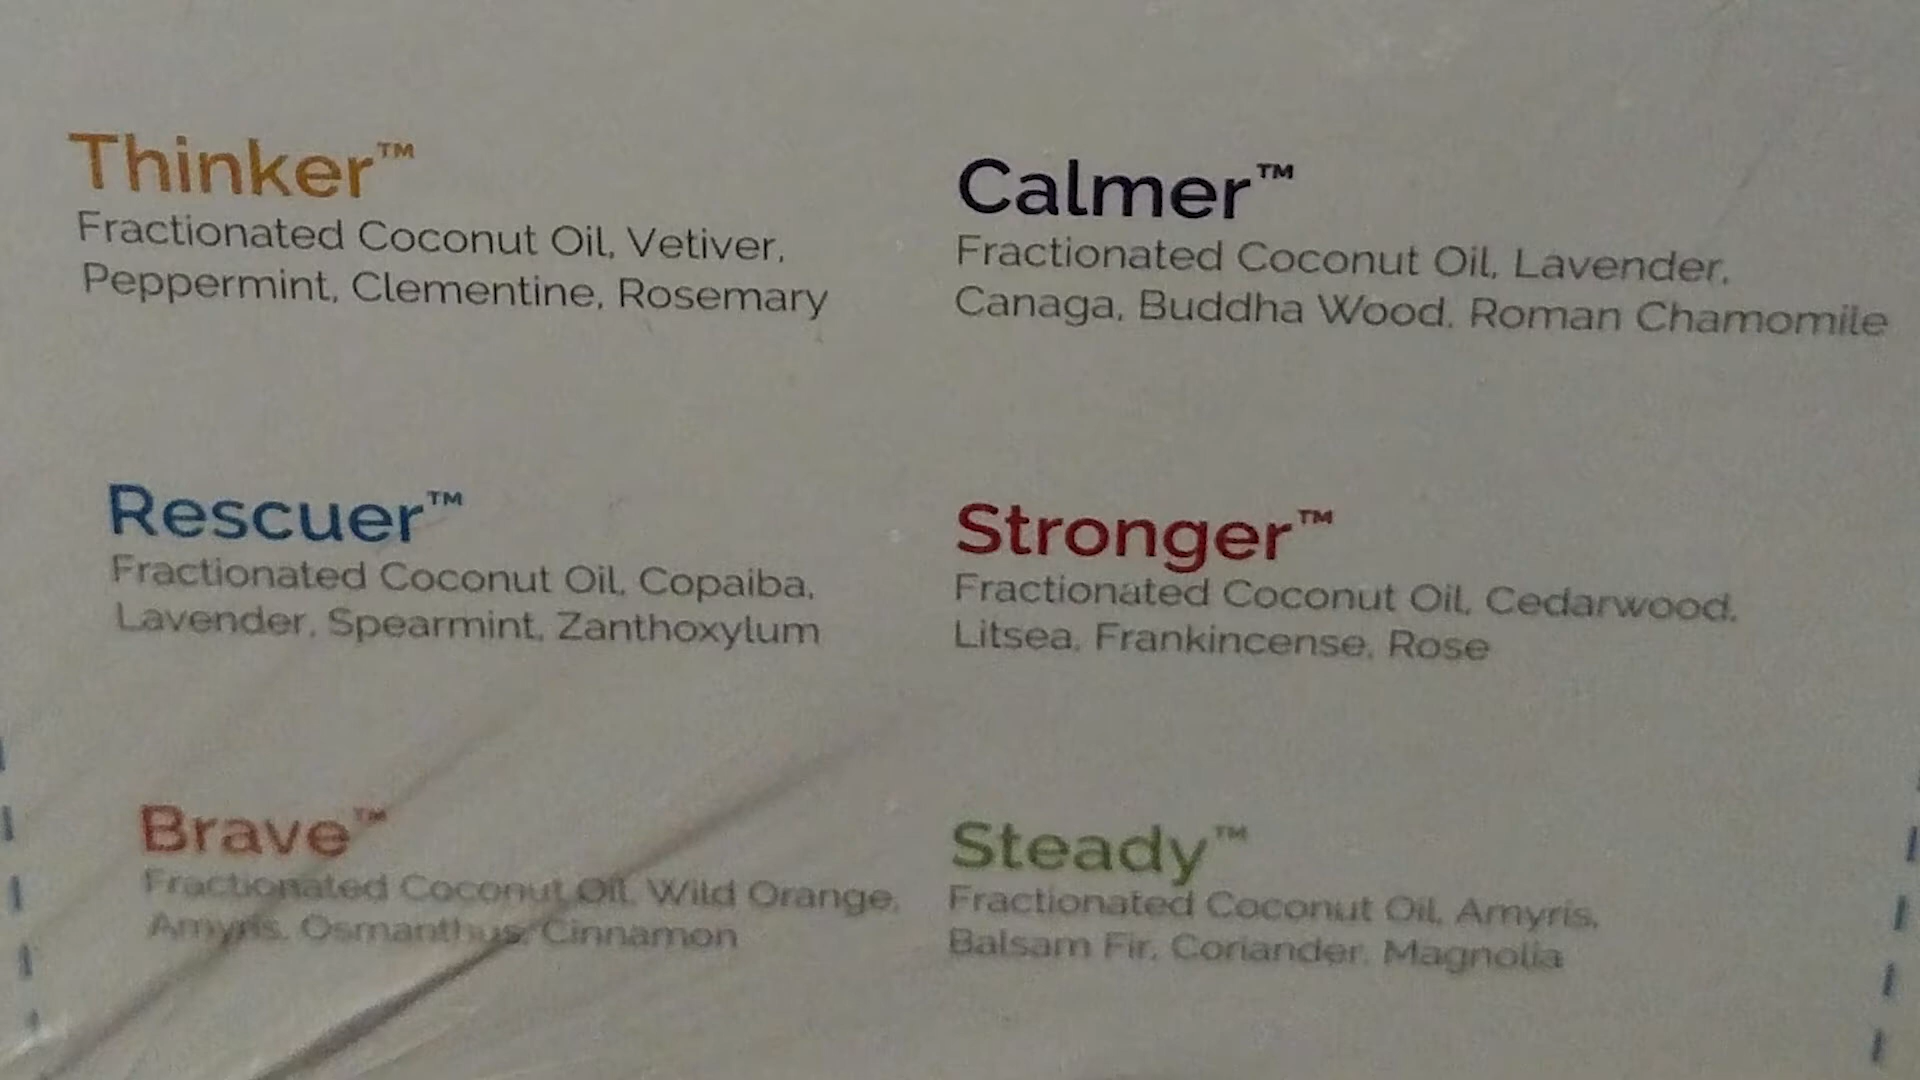 Thinker™
Fractionated Coconut Oil, Vetiver,
Peppermint, Clementine, Rosemary
Calmer™
Fractionated Coconut Oil, Lavender,
Canaga, Buddha Wood, Roman Chamomile
Rescuer™
Fractionated Coconut Oil, Copaiba,
Lavender, Spearmint, Zanthoxylum
Stronger™
Fractionated Coconut Oil, Cedarwood,
Litsea, Frankincense, Rose
Brave™
Fractionated Coconut Oil, Wild Orange,
Amyris, Osmanthus, Cinnamon
Steady™
Fractionated Coconut Oil, Amyris,
Balsam Fir, Coriander, Magnolia